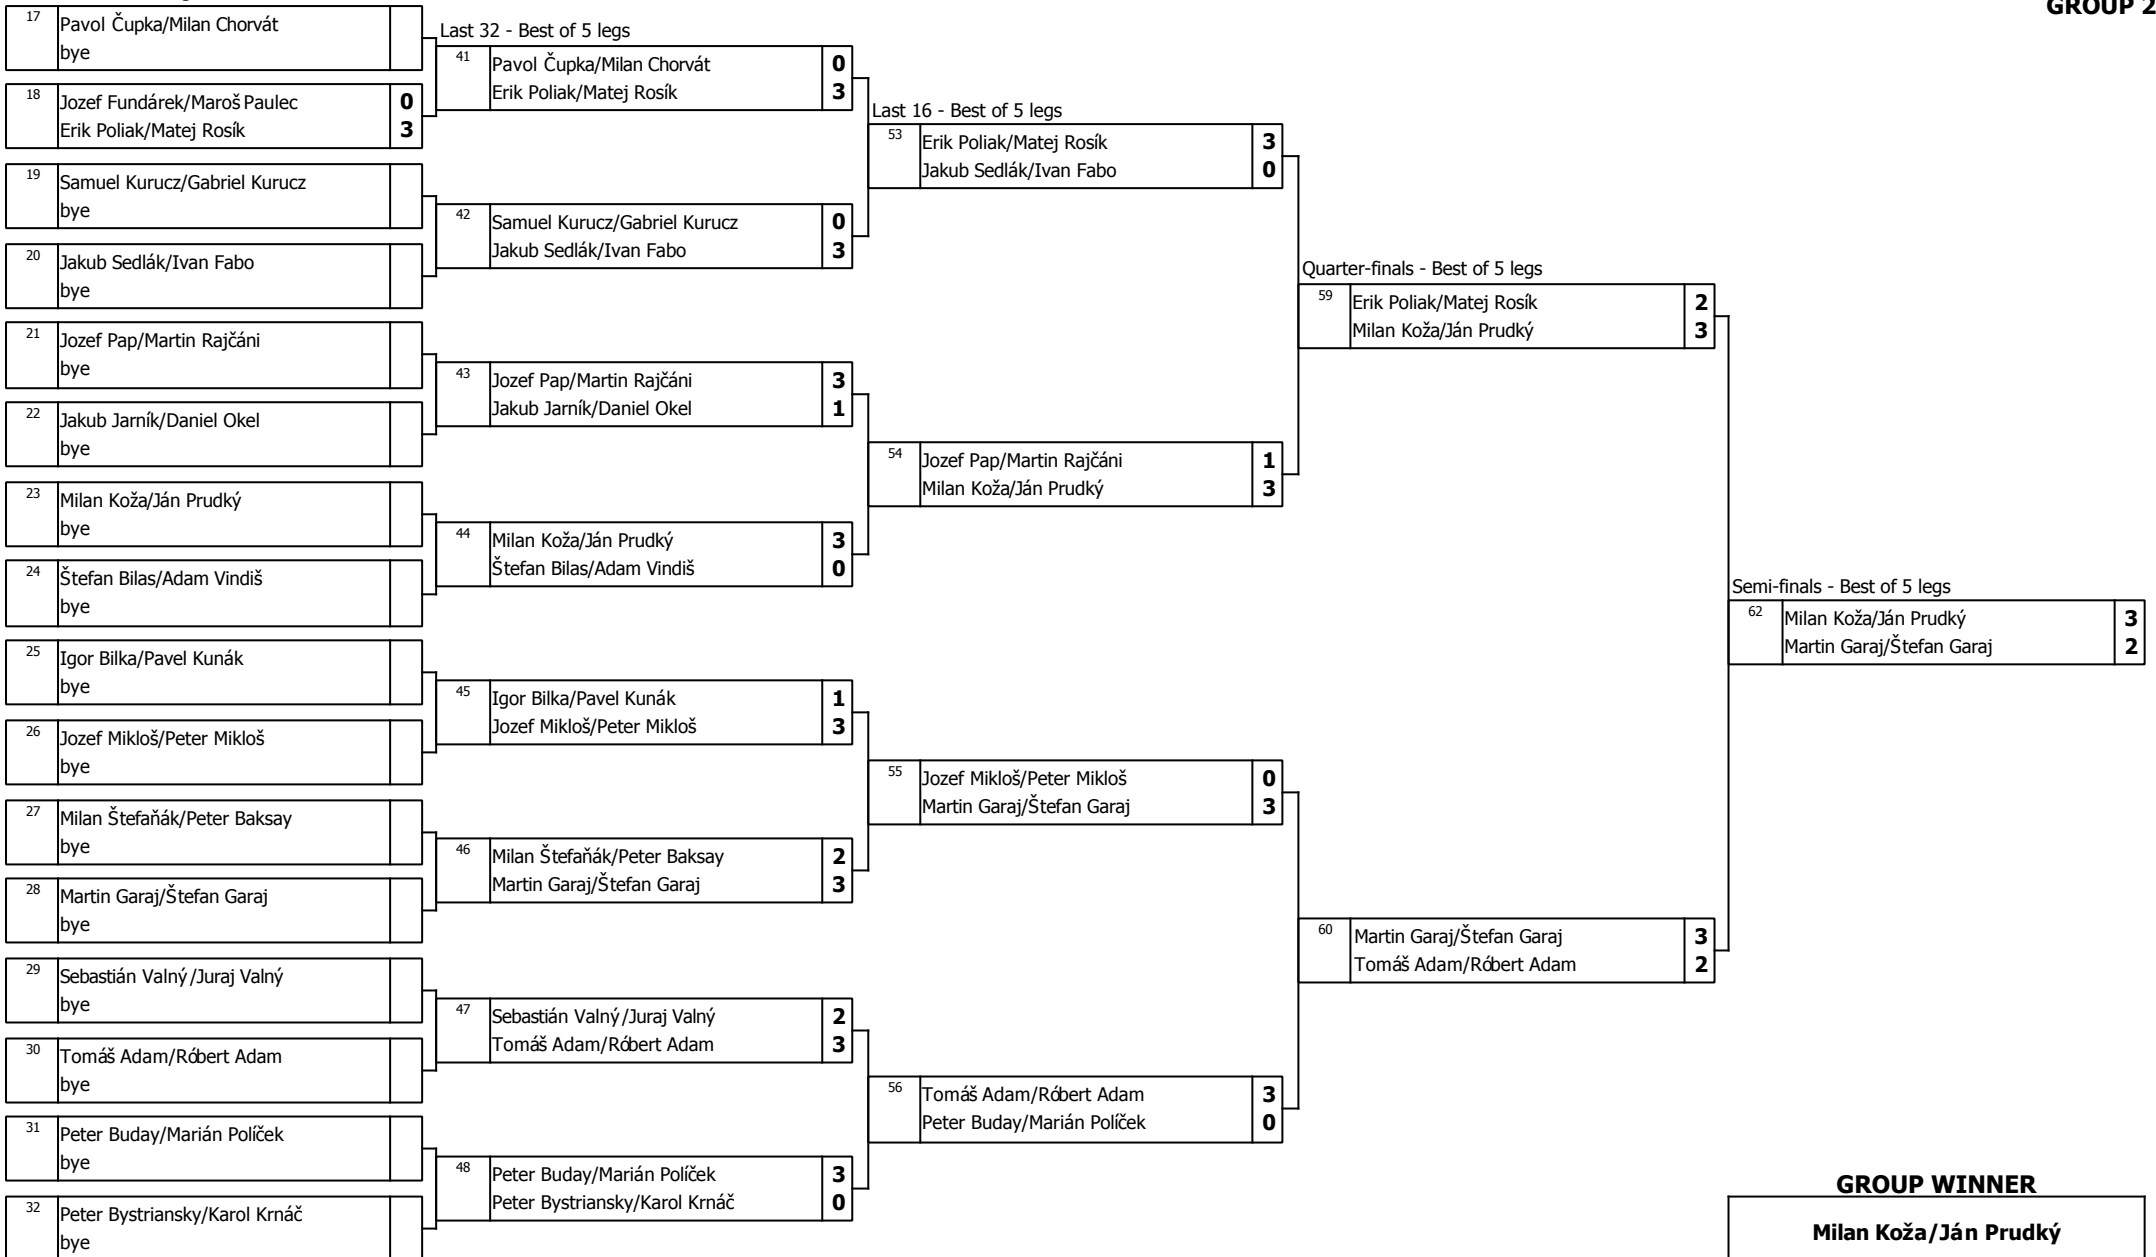 GROUP 2
17
Pavol Čupka/Milan Chorvát
bye
18
Jozef Fundárek/Maroš Paulec 0
Erik Poliak/Matej Rosík 3
19
Samuel Kurucz/Gabriel Kurucz
bye
20
Jakub Sedlák/Ivan Fabo
bye
21
Jozef Pap/Martin Rajčáni
bye
22
Jakub Jarník/Daniel Okel
bye
23
Milan Koža/Ján Prudký
bye
24
Štefan Bilas/Adam Vindiš
bye
25
Igor Bilka/Pavel Kunák
bye
26
Jozef Mikloš/Peter Mikloš
bye
27
Milan Štefaňák/Peter Baksay
bye
28
Martin Garaj/Štefan Garaj
bye
29
Sebastián Valný/Juraj Valný
bye
30
Tomáš Adam/Róbert Adam
bye
31
Peter Buday/Marián Políček
bye
32
Peter Bystriansky/Karol Krnáč
bye
Last 32 - Best of 5 legs
41
Pavol Čupka/Milan Chorvát 0
Erik Poliak/Matej Rosík 3
42
Samuel Kurucz/Gabriel Kurucz 0
Jakub Sedlák/Ivan Fabo 3
43
Jozef Pap/Martin Rajčáni 3
Jakub Jarník/Daniel Okel 1
44
Milan Koža/Ján Prudký 3
Štefan Bilas/Adam Vindiš 0
45
Igor Bilka/Pavel Kunák 1
Jozef Mikloš/Peter Mikloš 3
46
Milan Štefaňák/Peter Baksay 2
Martin Garaj/Štefan Garaj 3
47
Sebastián Valný/Juraj Valný 2
Tomáš Adam/Róbert Adam 3
48
Peter Buday/Marián Políček 3
Peter Bystriansky/Karol Krnáč 0
Last 16 - Best of 5 legs
53
Erik Poliak/Matej Rosík 3
Jakub Sedlák/Ivan Fabo 0
54
Jozef Pap/Martin Rajčáni 1
Milan Koža/Ján Prudký 3
55
Jozef Mikloš/Peter Mikloš 0
Martin Garaj/Štefan Garaj 3
56
Tomáš Adam/Róbert Adam 3
Peter Buday/Marián Políček 0
Quarter-finals - Best of 5 legs
59
Erik Poliak/Matej Rosík 2
Milan Koža/Ján Prudký 3
60
Martin Garaj/Štefan Garaj 3
Tomáš Adam/Róbert Adam 2
Semi-finals - Best of 5 legs
62
Milan Koža/Ján Prudký 3
Martin Garaj/Štefan Garaj 2
GROUP WINNER
Milan Koža/Ján Prudký